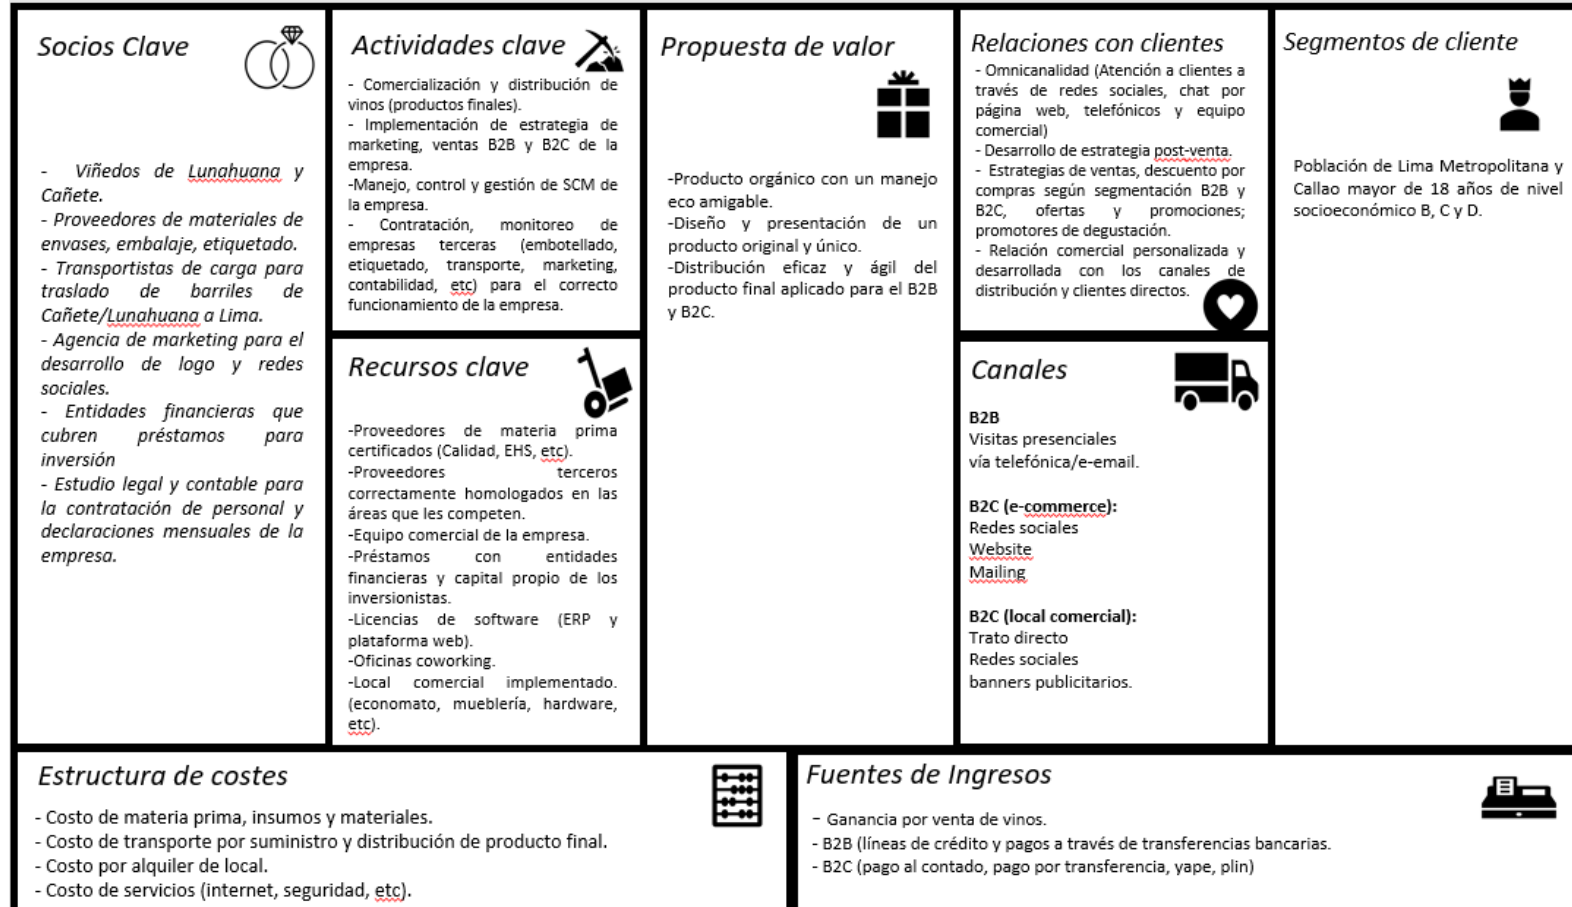 Socios Clave
- Viñedos de Lunahuana y
Cañete.
- Proveedores de materiales de
envases, embalaje, etiquetado.
- Transportistas de carga para
traslado de barriles de
Cañete/Lunahuana a Lima.
- Agencia de marketing para el
desarrollo de logo y redes
sociales.
- Entidades financieras que
cubren préstamos para
inversión
- Estudio legal y contable para
la contratación de personal y
declaraciones mensuales de la
empresa.
Actividades clave
- Comercialización y distribución de
vinos (productos finales).
- Implementación de estrategia de
marketing, ventas B2B y B2C de la
empresa.
-Manejo, control y gestión de SCM de
la empresa.
- Contratación, monitoreo de
empresas terceras (embotellado,
etiquetado, transporte, marketing,
contabilidad, etc) para el correcto
funcionamiento de la empresa.
Recursos clave
-Proveedores de materia prima
certificados (Calidad, EHS, etc).
-Proveedores terceros
correctamente homologados en las
áreas que les competen.
-Equipo comercial de la empresa.
-Préstamos con entidades
financieras y capital propio de los
inversionistas.
-Licencias de software (ERP y
plataforma web).
-Oficinas coworking.
-Local comercial implementado.
(economato, mueblería, hardware,
etc).
Propuesta de valor
-Producto orgánico con un manejo
eco amigable.
-Diseño y presentación de un
producto original y único.
-Distribución eficaz y ágil del
producto final aplicado para el B2B
y B2C.
Relaciones con clientes
- Omnicanalidad (Atención a clientes a
través de redes sociales, chat por
página web, telefónicos y equipo
comercial)
- Desarrollo de estrategia post-venta.
- Estrategias de ventas, descuento por
compras según segmentación B2B y
B2C, ofertas y promociones;
promotores de degustación.
- Relación comercial personalizada y
desarrollada con los canales de
distribución y clientes directos.
Canales
B2B
Visitas presenciales
vía telefónica/e-email.
B2C (e-commerce):
Redes sociales
Website
Mailing
B2C (local comercial):
Trato directo
Redes sociales
banners publicitarios.
Segmentos de cliente
Población de Lima Metropolitana y
Callao mayor de 18 años de nivel
socioeconómico B, C y D.
Estructura de costes
- Costo de materia prima, insumos y materiales.
- Costo de transporte por suministro y distribución de producto final.
- Costo por alquiler de local.
- Costo de servicios (internet, seguridad, etc).
Fuentes de Ingresos
- Ganancia por venta de vinos.
- B2B (líneas de crédito y pagos a través de transferencias bancarias.
- B2C (pago al contado, pago por transferencia, yape, plin)